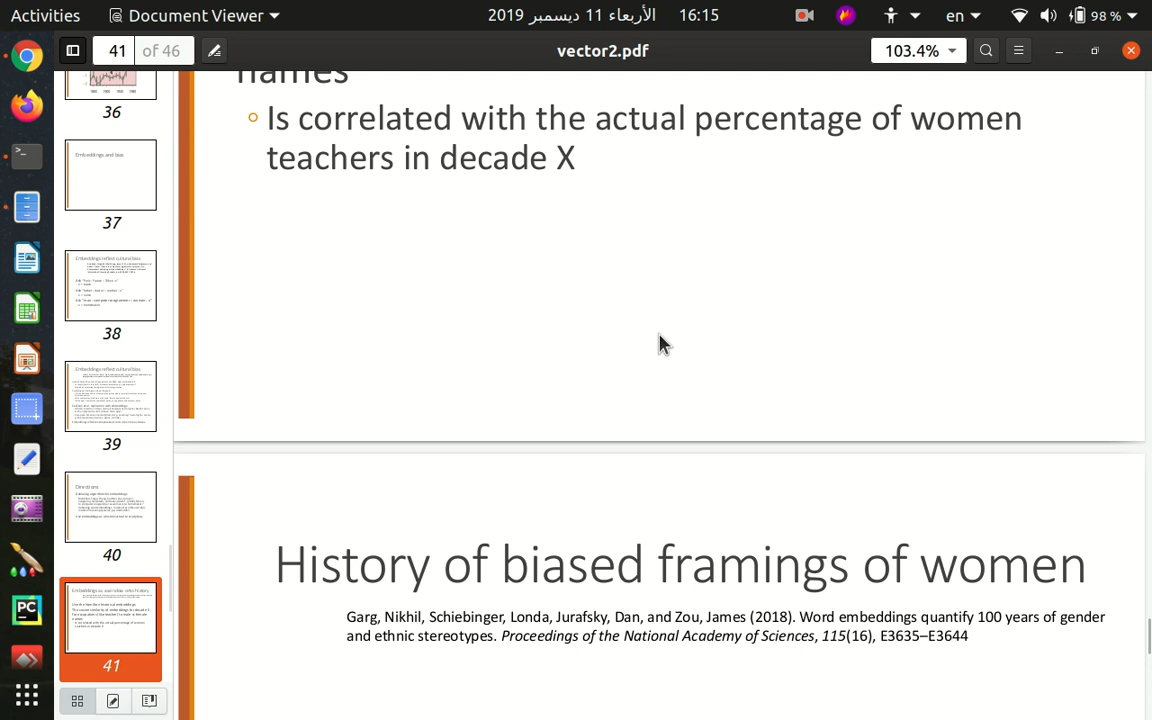 Activities
Document Viewer
الأربعاء 11 ديسمبر 2019
16:15
en
98 %
41 of 46
vector2.pdf
103.4%
36
Embeddings and bias
37
Embeddings reflect cultural bias
38
Embeddings reflect cultural bias
39
Directions
40
Embeddings as a window onto history
41
names
Is correlated with the actual percentage of women
teachers in decade X
History of biased framings of women
Garg, Nikhil, Schiebinger, Londa, Jurafsky, Dan, and Zou, James (2018). Word embeddings quantify 100 years of gender
and ethnic stereotypes. Proceedings of the National Academy of Sciences, 115(16), E3635–E3644
PC